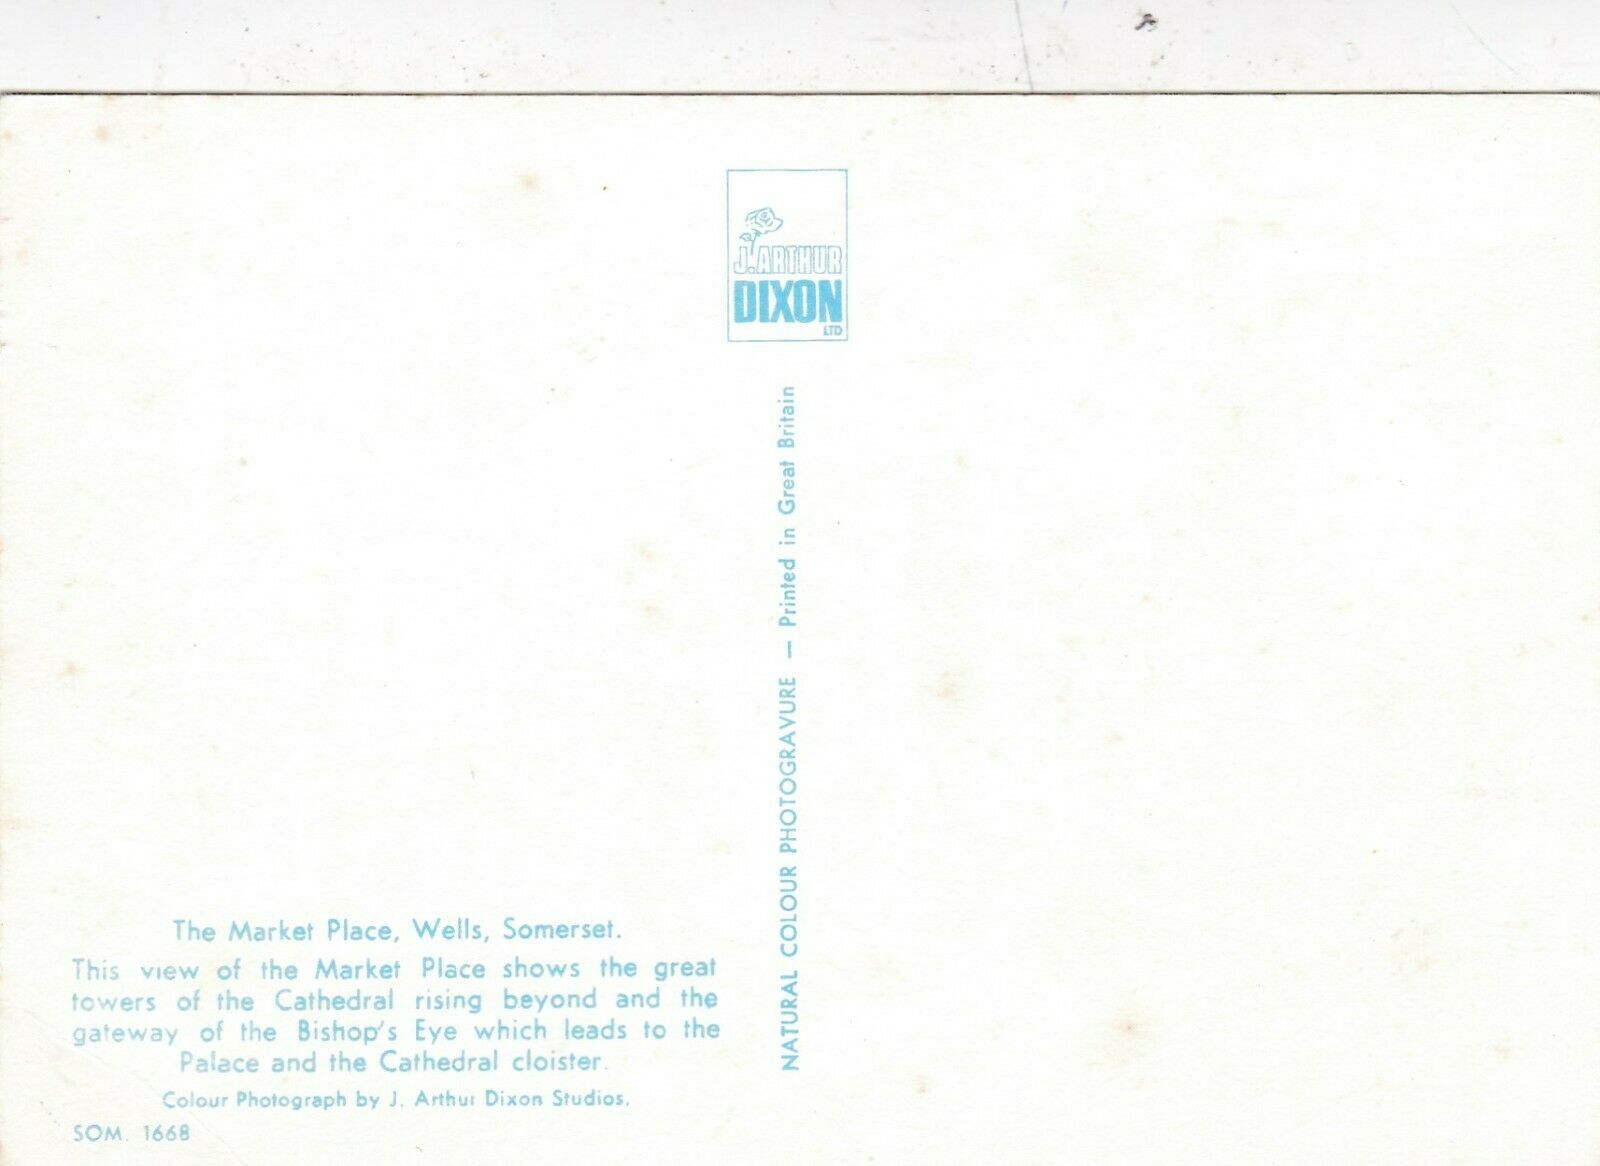 J. ARTHUR
DIXON
LTD
NATURAL COLOUR PHOTOGRAVURE — Printed in Great Britain
The Market Place, Wells, Somerset.
This view of the Market Place shows the great
towers of the Cathedral rising beyond and the
gateway of the Bishop's Eye which leads to the
Palace and the Cathedral cloister.
Colour Photograph by J. Arthur Dixon Studios.
SOM. 1668